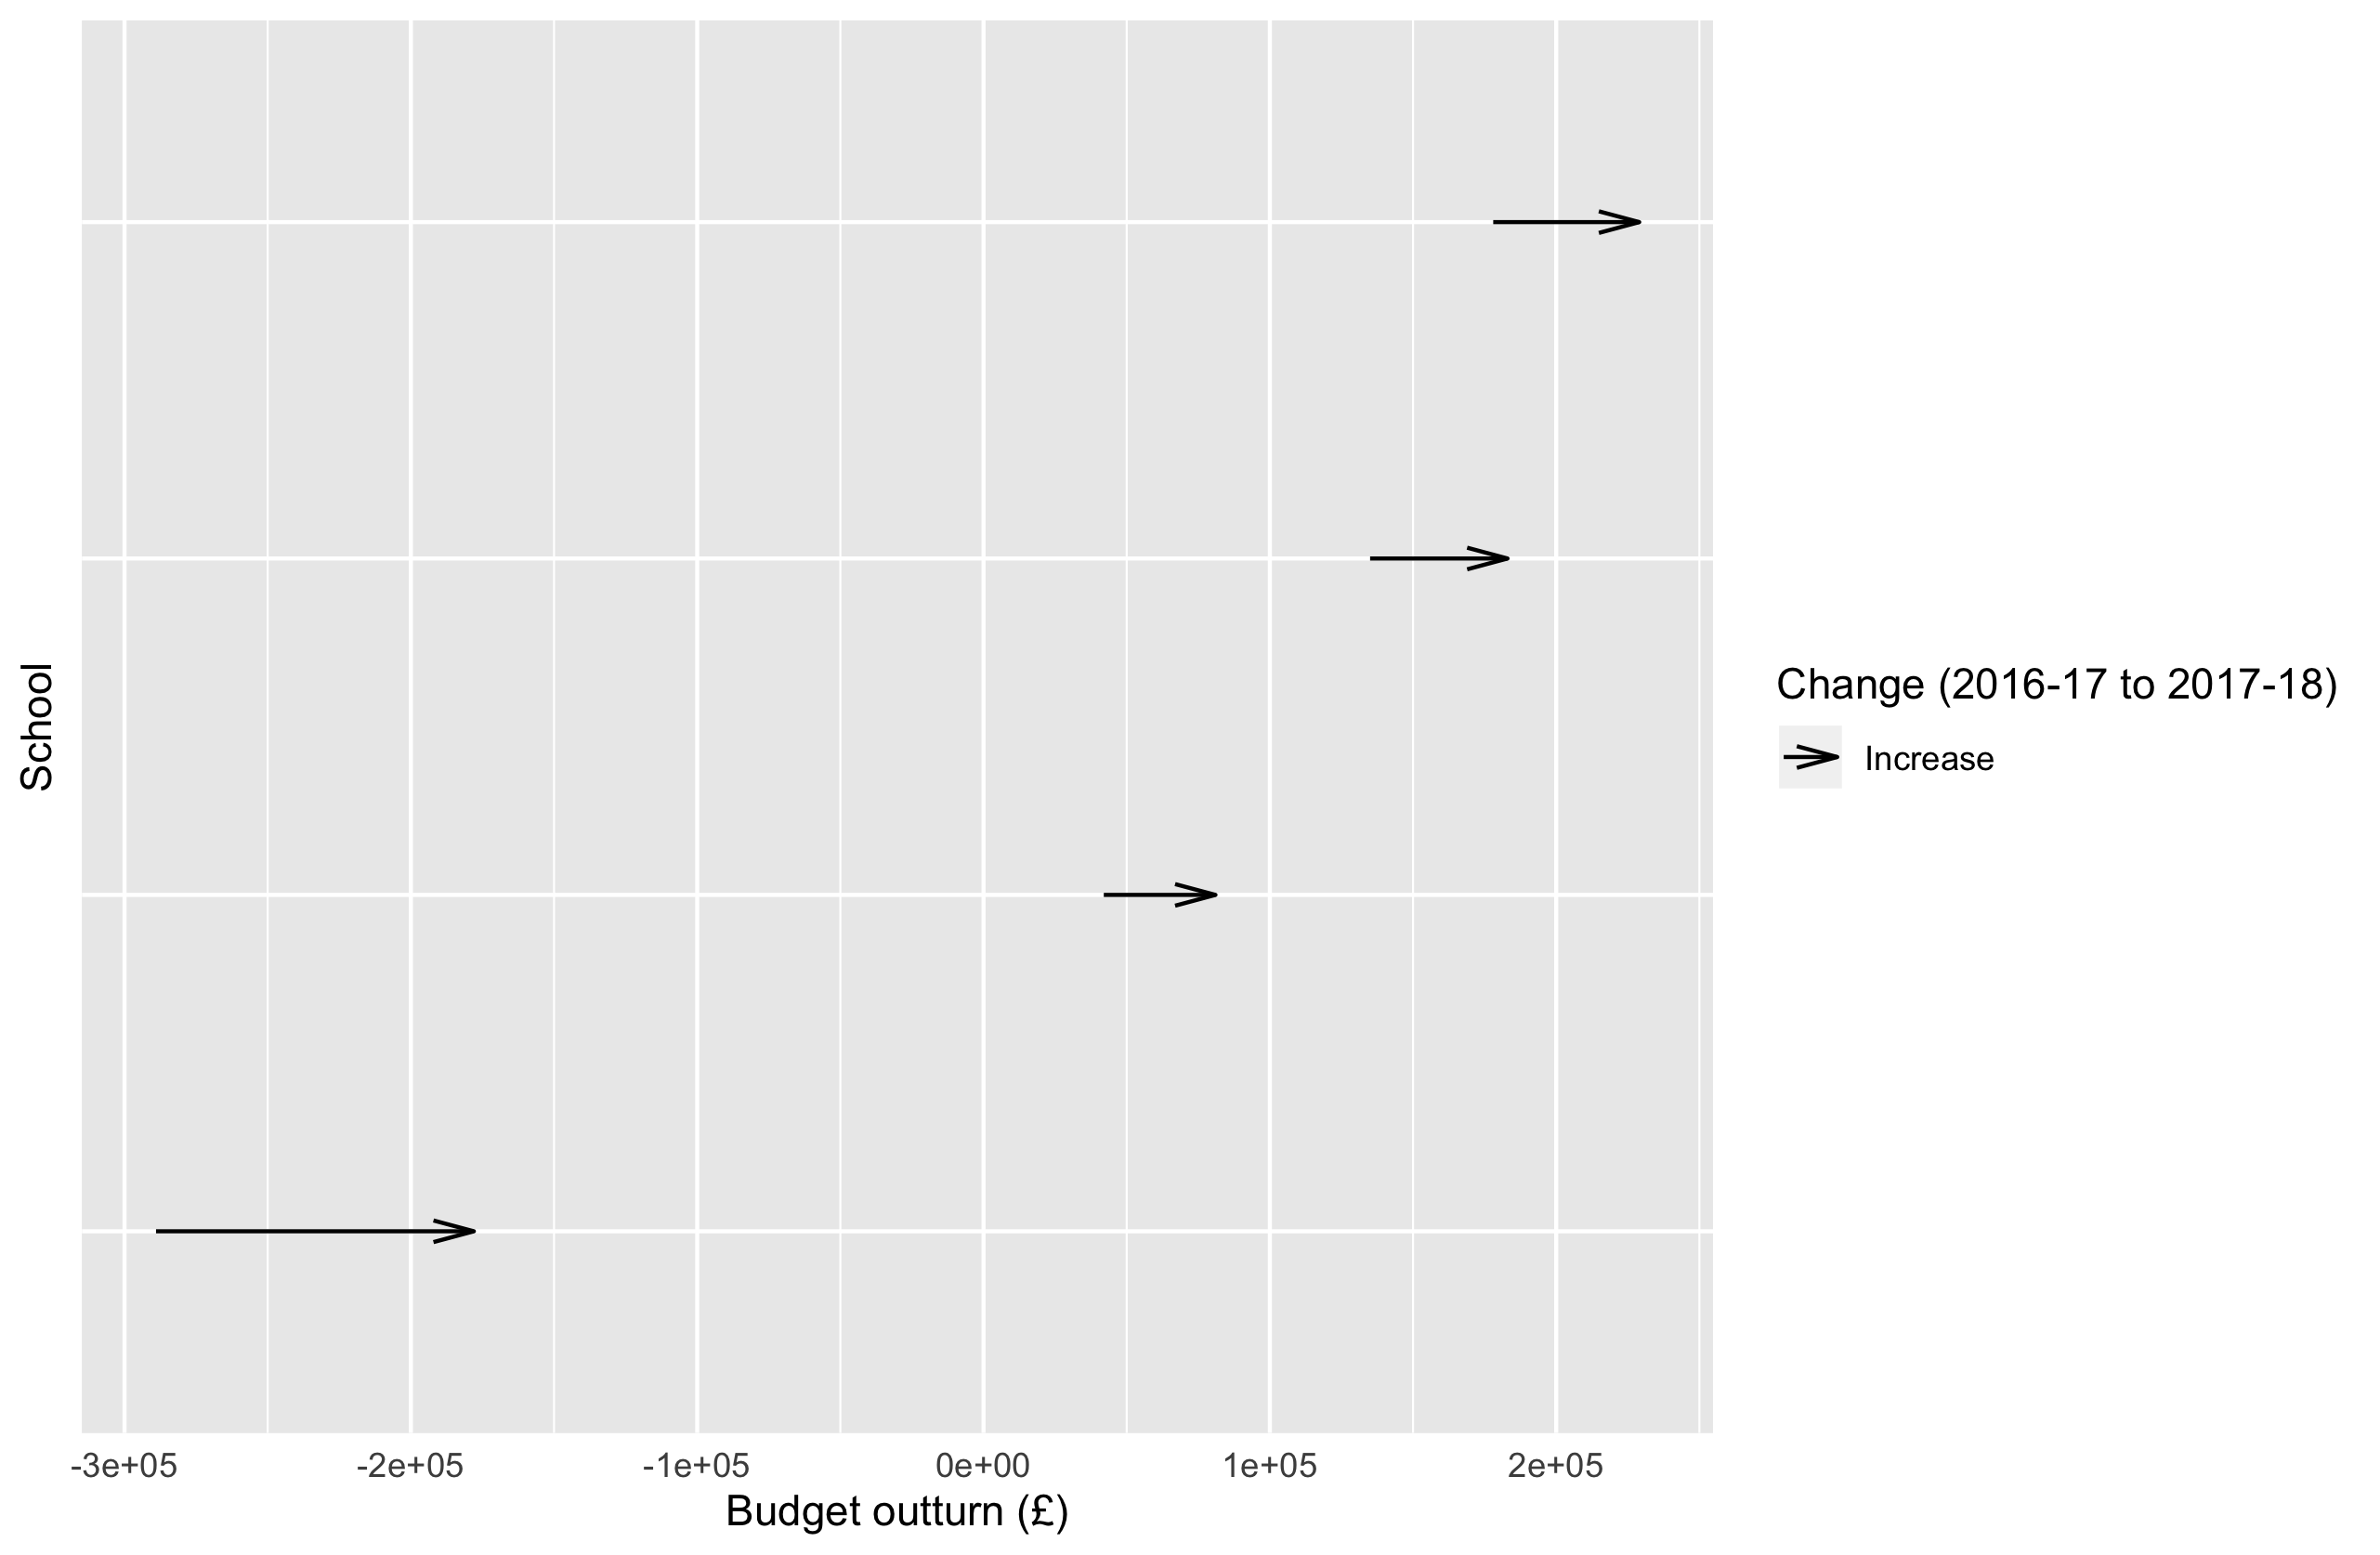 School
-3e+05 -2e+05 -1e+05 0e+00 1e+05 2e+05
Budget outturn (£)
Change (2016-17 to 2017-18)
Increase